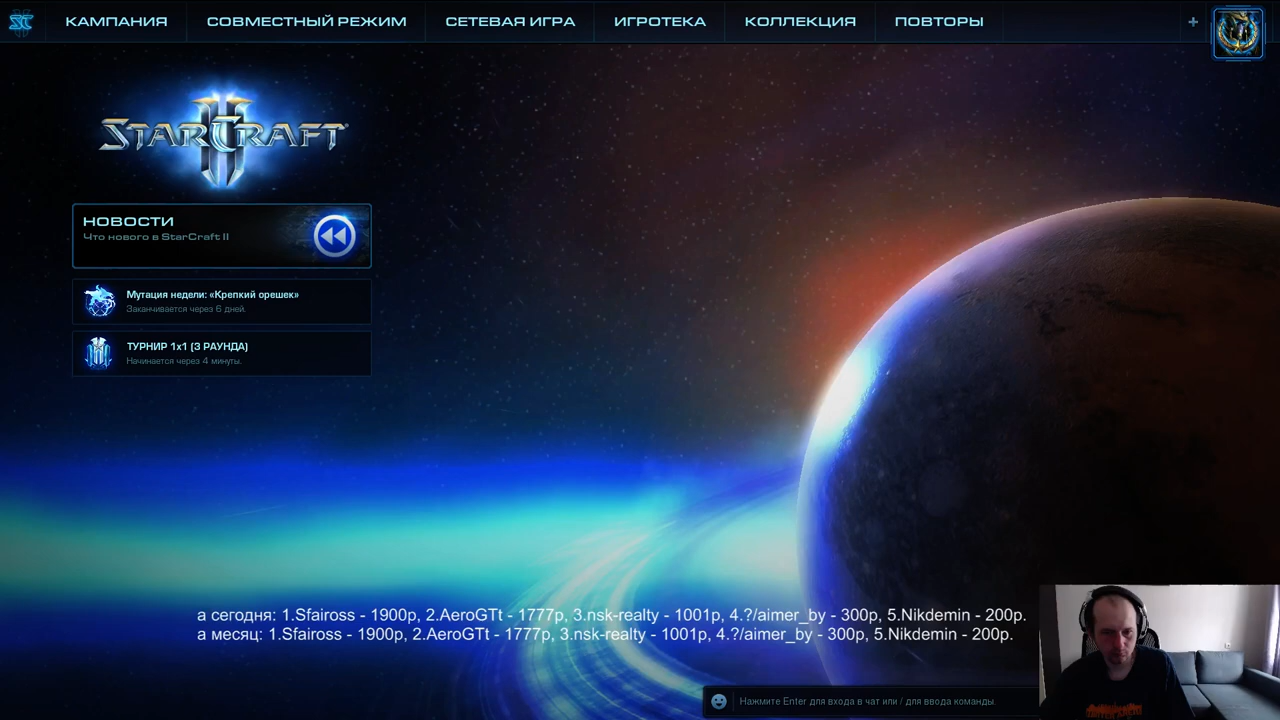 КАМПАНИЯ
СОВМЕСТНЫЙ РЕЖИМ
СЕТЕВАЯ ИГРА
ИГРОТЕКА
КОЛЛЕКЦИЯ
ПОВТОРЫ
STARCRAFT II
НОВОСТИ
Что нового в StarCraft II
Мутация недели: «Крепкий орешек»
Заканчивается через 6 дней.
ТУРНИР 1x1 (3 РАУНДА)
Начинается через 4 минуты.
а сегодня: 1.Sfaiross - 1900р, 2.AeroGTt - 1777р, 3.nsk-realty - 1001р, 4.?/aimer_by - 300р, 5.Nikdemin - 200р.
а месяц: 1.Sfaiross - 1900р, 2.AeroGTt - 1777р, 3.nsk-realty - 1001р, 4.?/aimer_by - 300р, 5.Nikdemin - 200р.
Нажмите Enter для входа в чат или / для ввода команды.